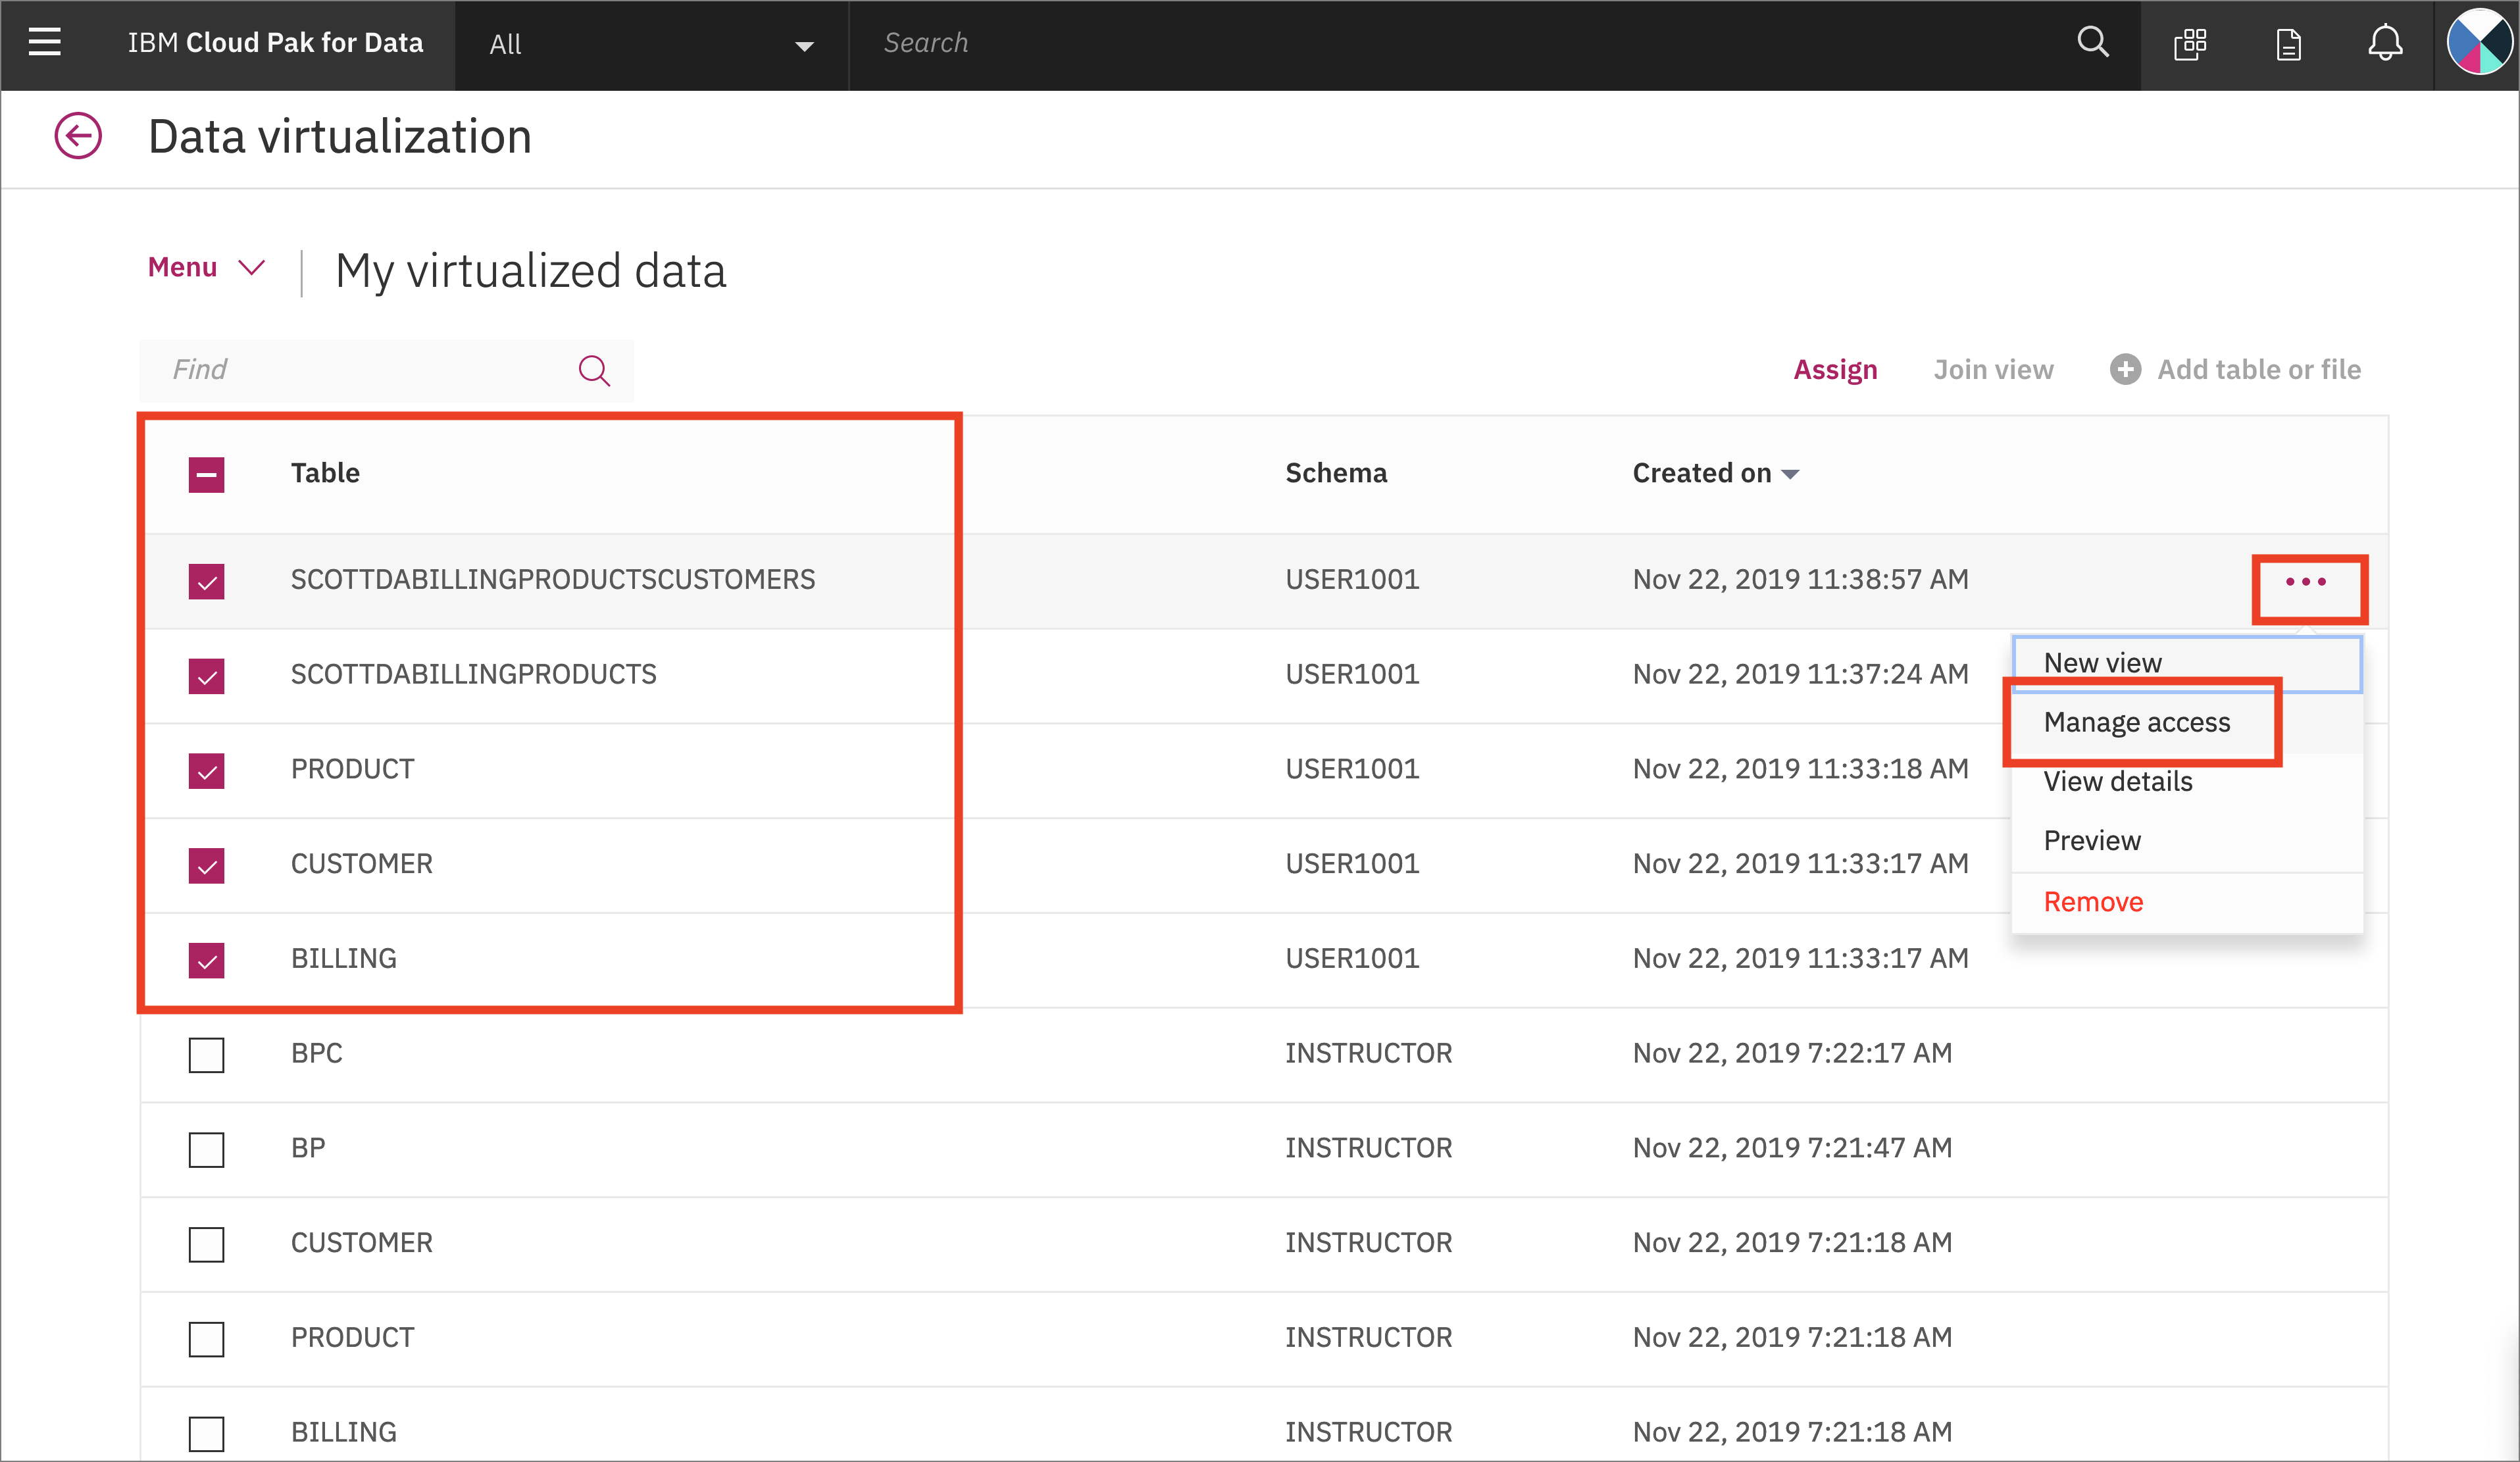 IBM Cloud Pak for Data All Search
Data virtualization
Menu My virtualized data
Find Assign Join view Add table or file
Table Schema Created on
SCOTTDABILLINGPRODUCTSCUSTOMERS USER1001 Nov 22, 2019 11:38:57 AM
SCOTTDABILLINGPRODUCTS USER1001 Nov 22, 2019 11:37:24 AM
PRODUCT USER1001 Nov 22, 2019 11:33:18 AM
CUSTOMER USER1001 Nov 22, 2019 11:33:17 AM
BILLING USER1001 Nov 22, 2019 11:33:17 AM
New view
Manage access
View details
Preview
Remove
BPC INSTRUCTOR Nov 22, 2019 7:22:17 AM
BP INSTRUCTOR Nov 22, 2019 7:21:47 AM
CUSTOMER INSTRUCTOR Nov 22, 2019 7:21:18 AM
PRODUCT INSTRUCTOR Nov 22, 2019 7:21:18 AM
BILLING INSTRUCTOR Nov 22, 2019 7:21:18 AM